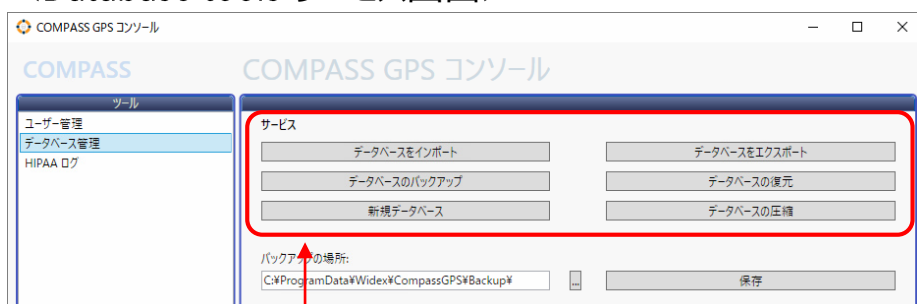 COMPASS GPS コンソール
COMPASS
COMPASS GPS コンソール
ツール
ユーザー管理
データベース管理
HIPAA ログ
サービス
データベースをインポート
データベースをエクスポート
データベースのバックアップ
データベースの復元
新規データベース
データベースの圧縮
バックアップの場所:
C:¥ProgramData¥Widex¥CompassGPS¥Backup¥
...
保存